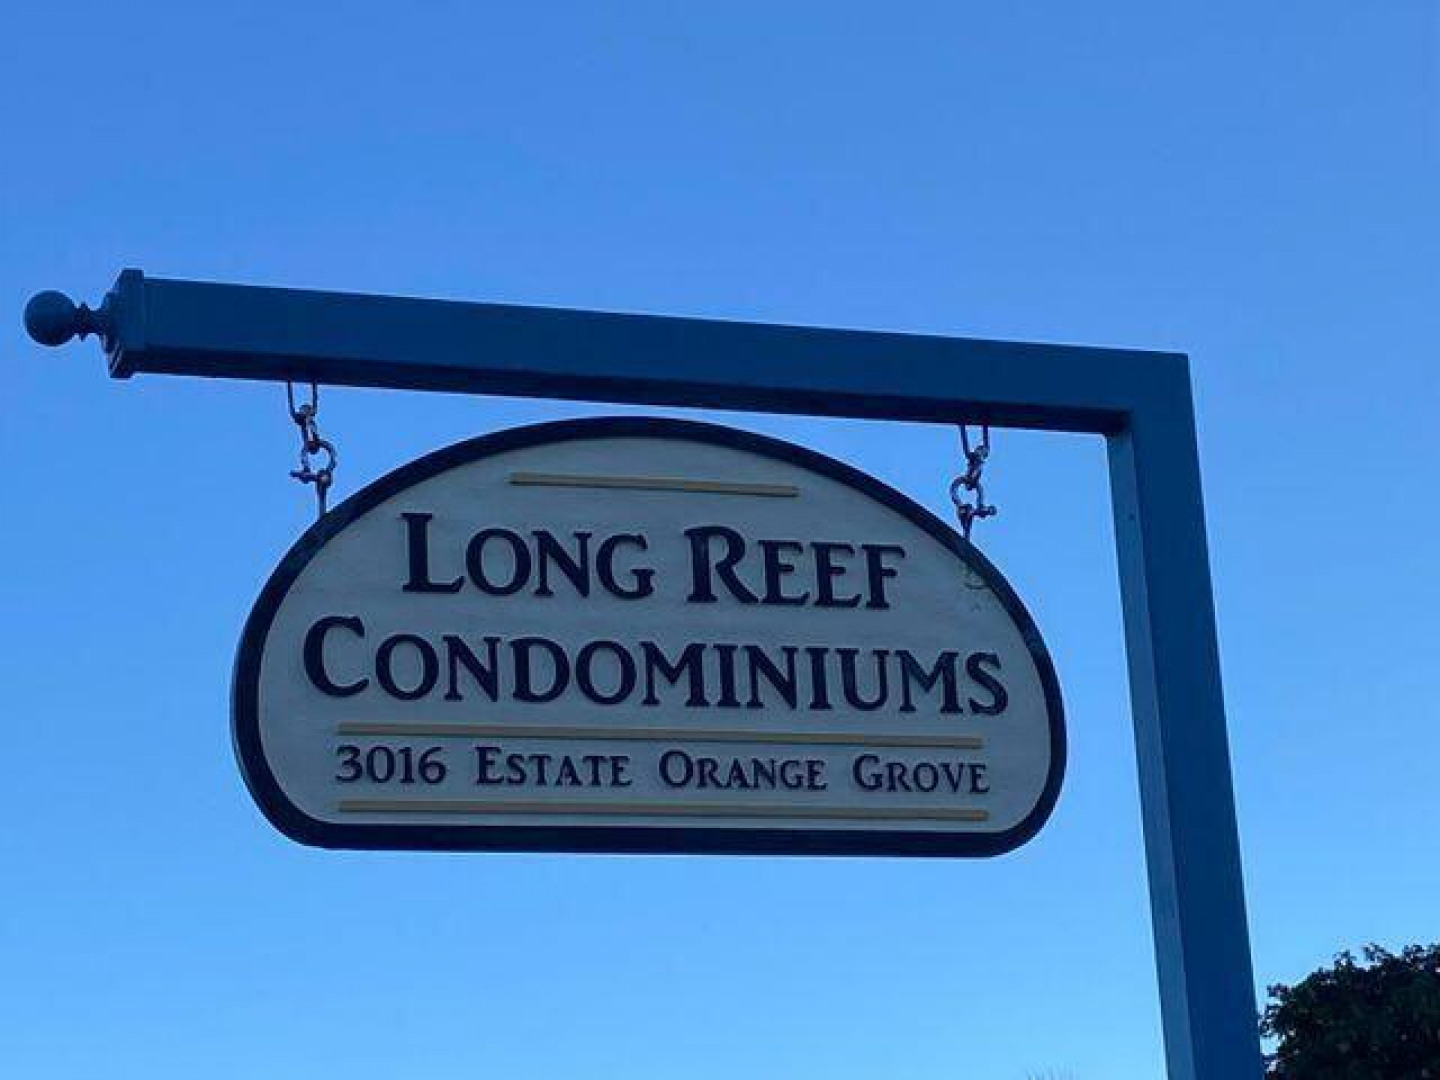 LONG REEF
CONDOMINIUMS
3016 ESTATE ORANGE GROVE